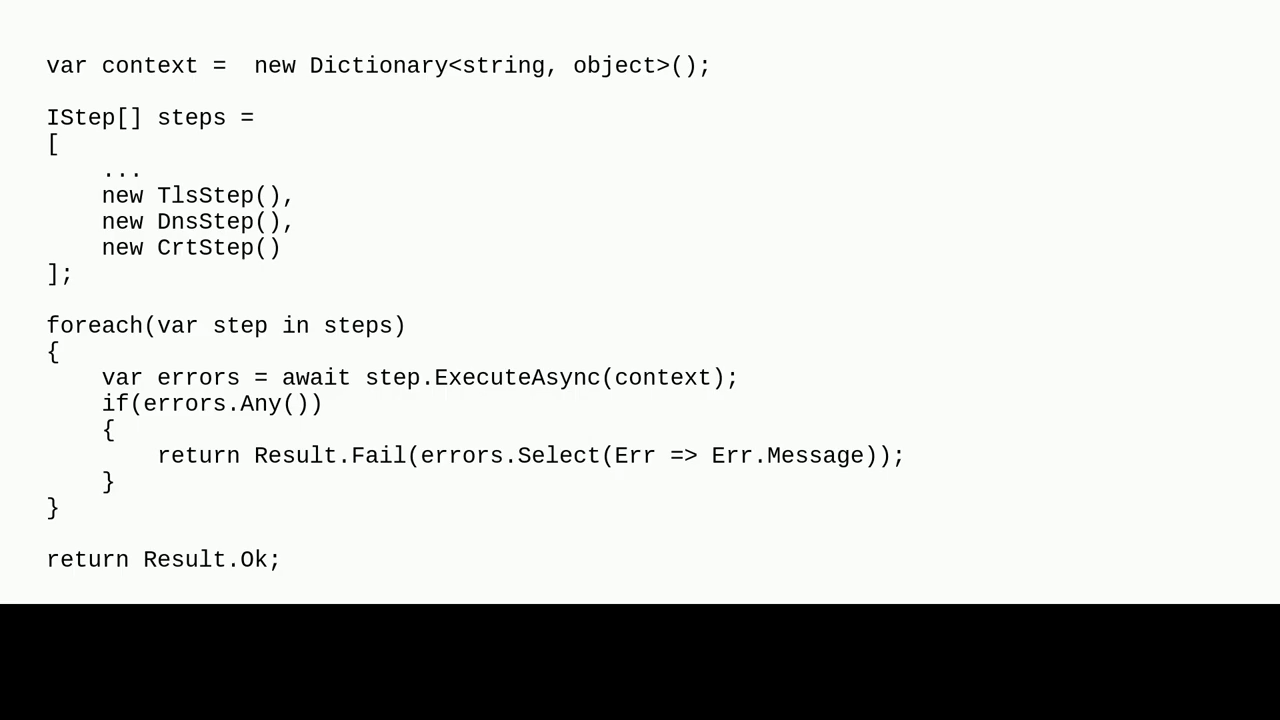 var context =  new Dictionary<string, object>();
IStep[] steps =
[
    ...
    new TlsStep(),
    new DnsStep(),
    new CrtStep()
];
foreach(var step in steps)
{
    var errors = await step.ExecuteAsync(context);
    if(errors.Any())
    {
        return Result.Fail(errors.Select(Err => Err.Message));
    }
}
return Result.Ok;